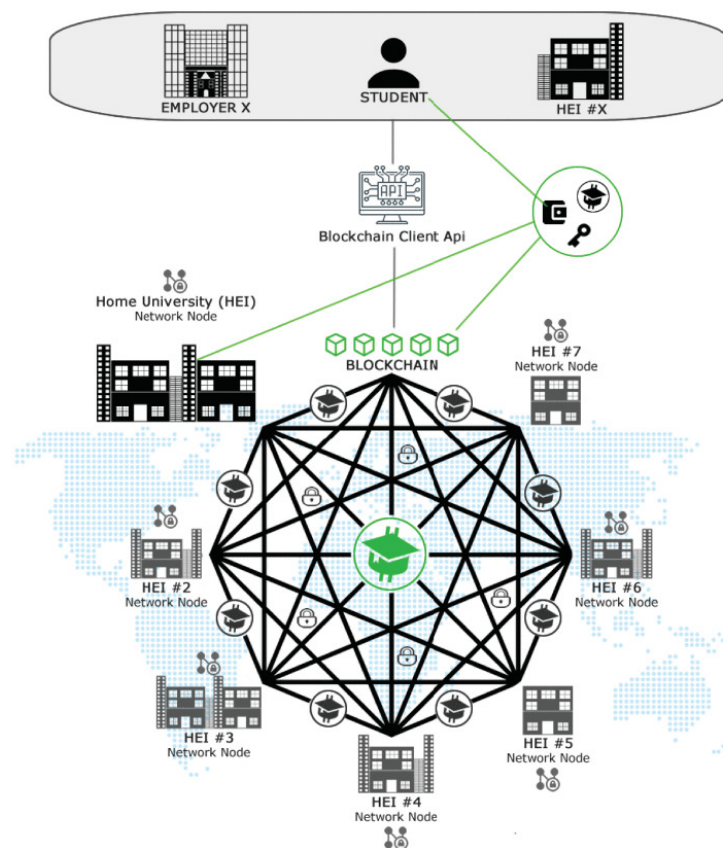 EMPLOYER X
STUDENT
HEI #X
API
Blockchain Client Api
Home University (HEI)
Network Node
BLOCKCHAIN
HEI #7
Network Node
HEI #2
Network Node
HEI #6
Network Node
HEI #3
Network Node
HEI #5
Network Node
HEI #4
Network Node